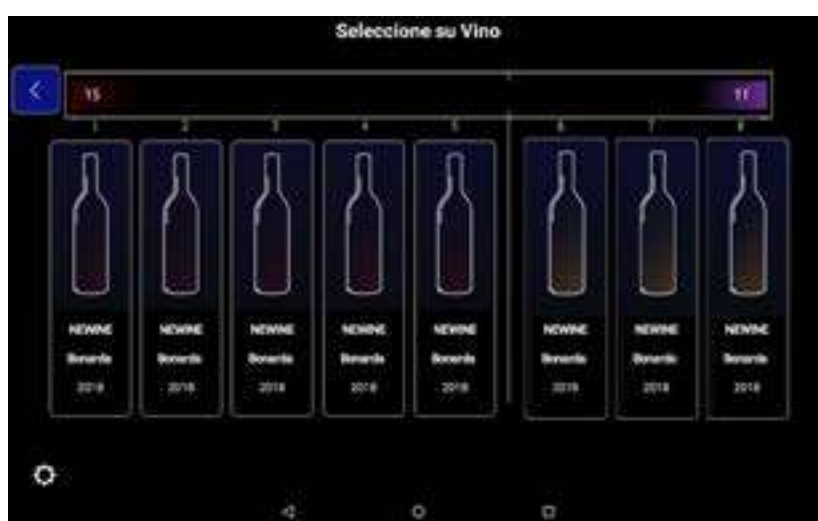 Seleccione su Vino
15 11
1 2 3 4 5 6 7 8
NEWINE NEWINE NEWINE NEWINE NEWINE NEWINE NEWINE NEWINE
Bonarda Bonarda Bonarda Bonarda Bonarda Bonarda Bonarda Bonarda
2018 2018 2018 2018 2018 2018 2018 2018